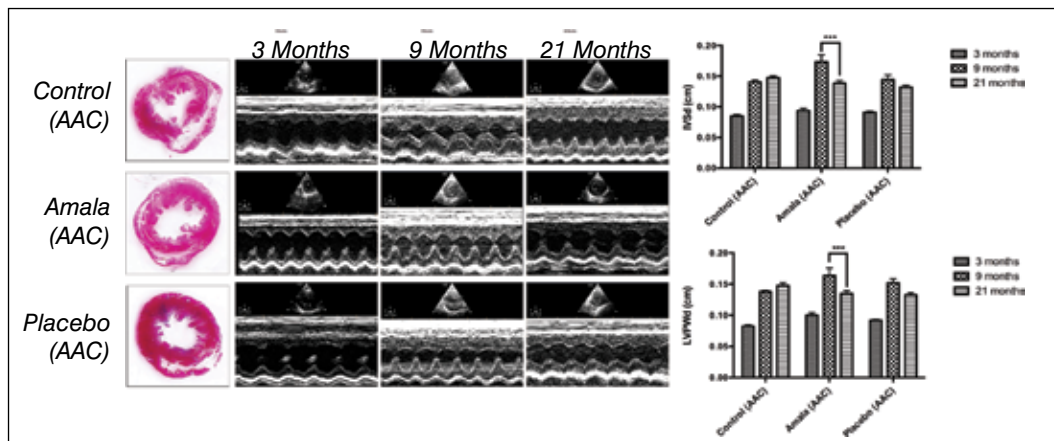 3 Months 9 Months 21 Months
Control
(AAC)
Amala
(AAC)
Placebo
(AAC)
***
0.20
0.15
0.10
0.05
0.00
IVSd (cm)
Control (AAC)
Amala (AAC)
Placebo (AAC)
3 months
9 months
21 months
***
0.20
0.15
0.10
0.05
0.00
LVPWd (cm)
Control (AAC)
Amala (AAC)
Placebo (AAC)
3 months
9 months
21 months